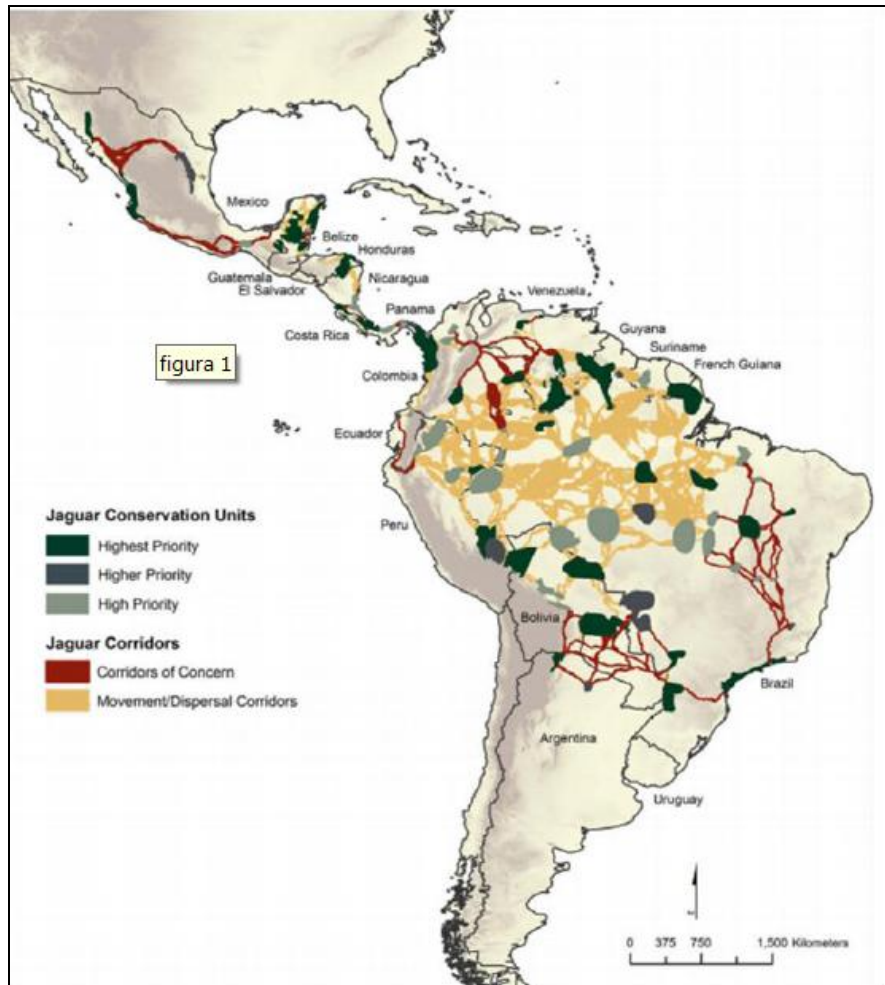 Mexico
Belize
Honduras
Guatemala
Nicaragua
El Salvador
Panama
Venezuela
Costa Rica
Guyana
Suriname
figura 1
French Guiana
Colombia
Ecuador
Jaguar Conservation Units
Highest Priority
Peru
Higher Priority
High Priority
Bolivia
Jaguar Corridors
Corridors of Concern
Brazil
Movement/Dispersal Corridors
Argentina
Uruguay
0 375 750 1,500 Kilometers